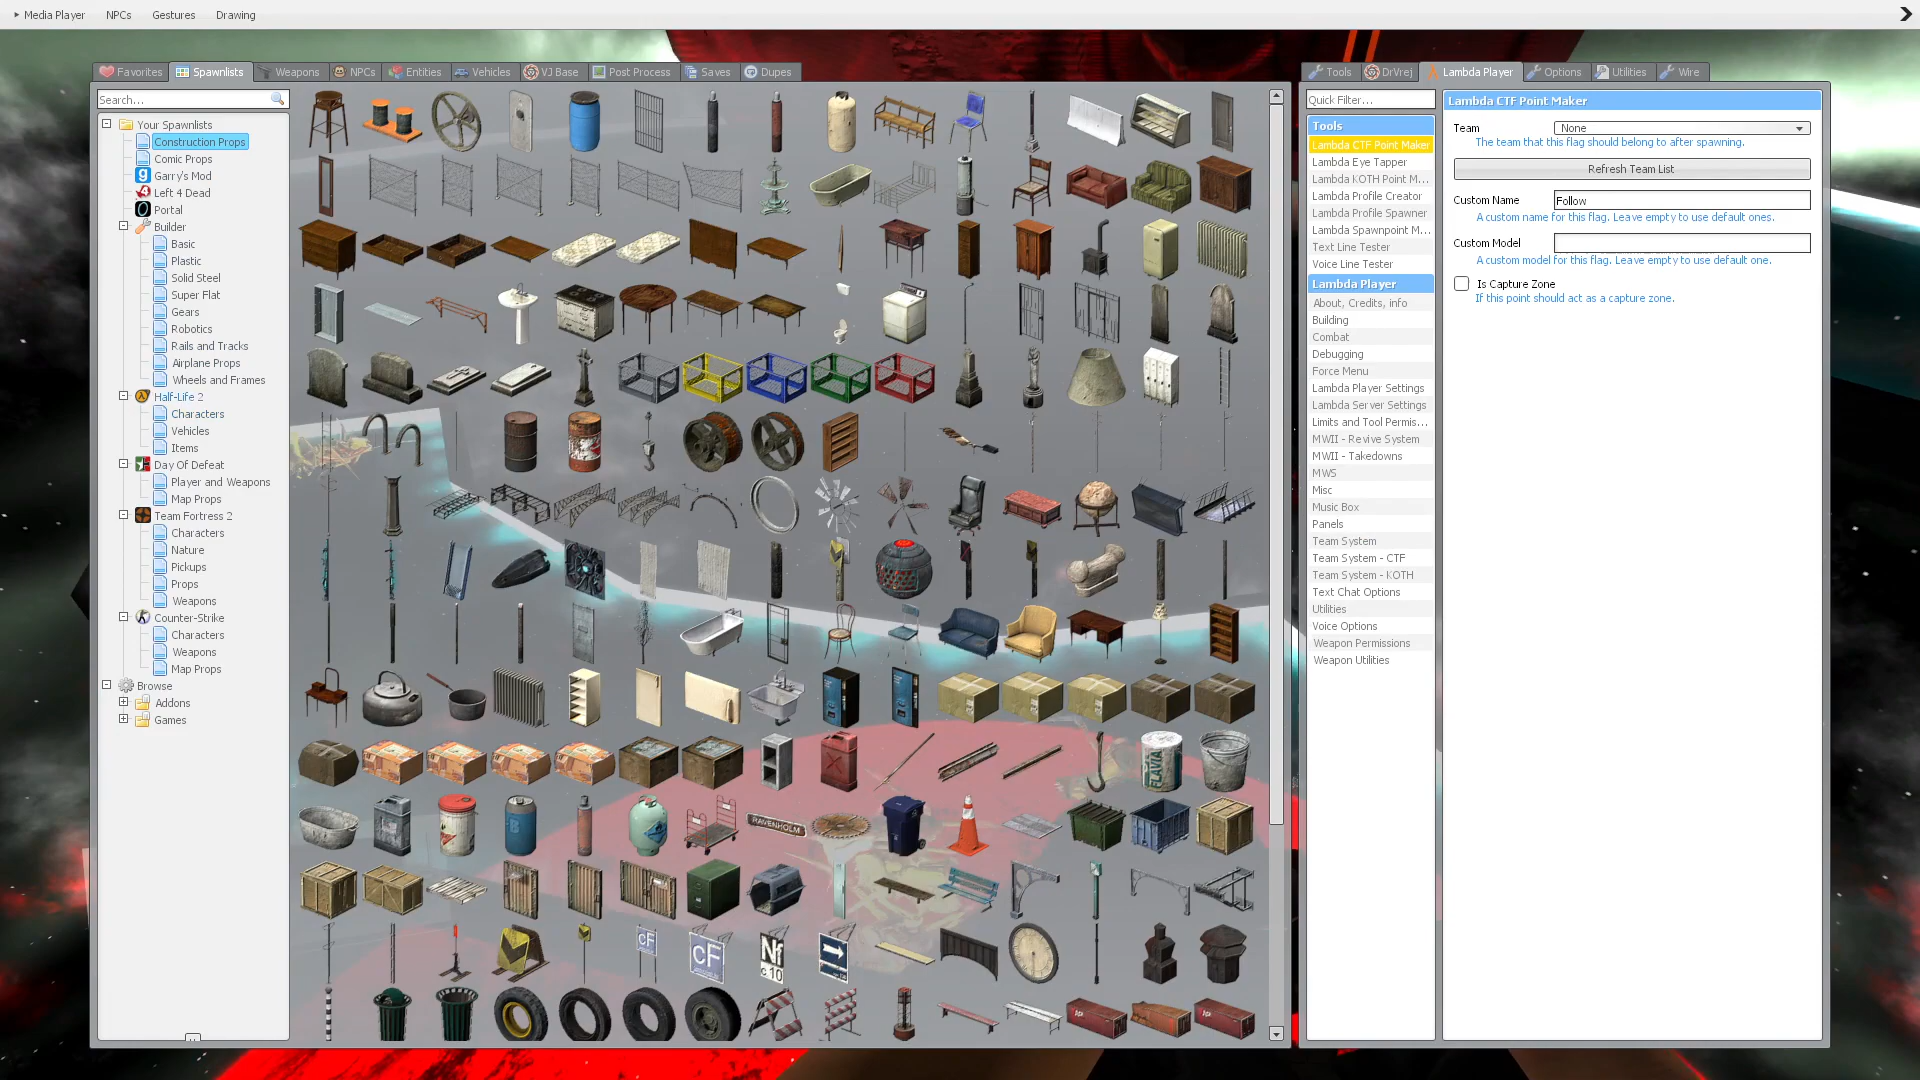 Media Player
NPCs
Gestures
Drawing
Favorites
Spawnlists
Weapons
NPCs
Entities
Vehicles
VJ Base
Post Process
Saves
Dupes
Search...
Your Spawnlists
Construction Props
Comic Props
Garry's Mod
Left 4 Dead
Portal
Builder
Basic
Plastic
Solid Steel
Super Flat
Gears
Robotics
Rails and Tracks
Airplane Props
Wheels and Frames
Half-Life 2
Characters
Vehicles
Items
Day Of Defeat
Player and Weapons
Map Props
Team Fortress 2
Characters
Nature
Pickups
Props
Weapons
Counter-Strike
Characters
Weapons
Map Props
Browse
Addons
Games
FLAVIA
RAVENHOLM
CF
CF
Nf
c 10
Tools
DrVrej
Lambda Player
Options
Utilities
Wire
Quick Filter...
Tools
Lambda CTF Point Maker
Lambda Eye Tapper
Lambda KOTH Point M...
Lambda Profile Creator
Lambda Profile Spawner
Lambda Spawnpoint M...
Text Line Tester
Voice Line Tester
Lambda Player
About, Credits, info
Building
Combat
Debugging
Force Menu
Lambda Player Settings
Lambda Server Settings
Limits and Tool Permis...
MWII - Revive System
MWII - Takedowns
MWS
Misc
Music Box
Panels
Team System
Team System - CTF
Team System - KOTH
Text Chat Options
Utilities
Voice Options
Weapon Permissions
Weapon Utilities
Lambda CTF Point Maker
Team
None
The team that this flag should belong to after spawning.
Refresh Team List
Custom Name
Follow
A custom name for this flag. Leave empty to use default ones.
Custom Model
A custom model for this flag. Leave empty to use default one.
Is Capture Zone
If this point should act as a capture zone.